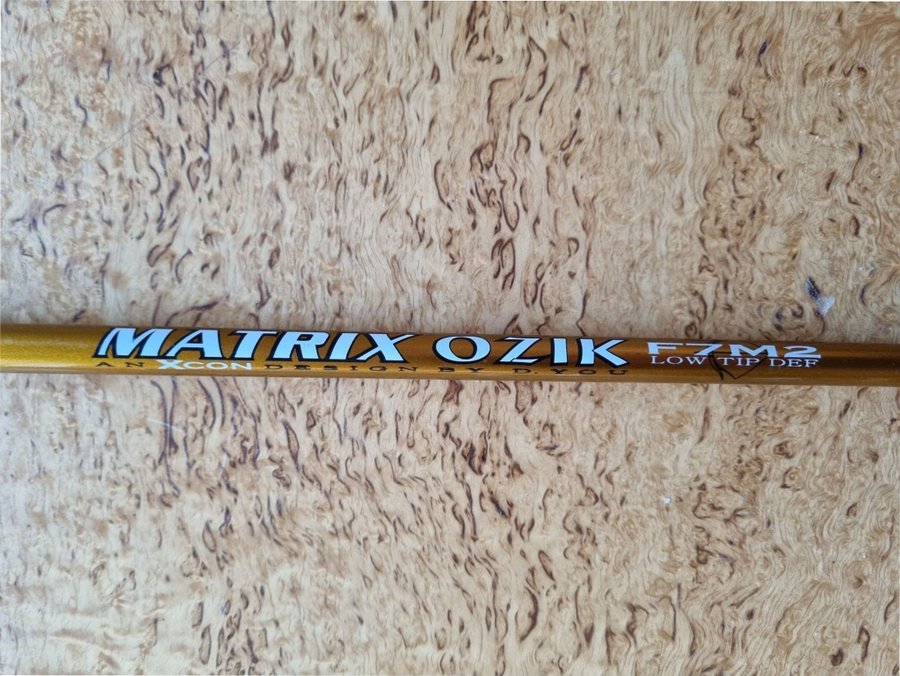 MATRIX OZIK F7M2
AN XCON DESIGN BY D.YOU LOW TIP DEF